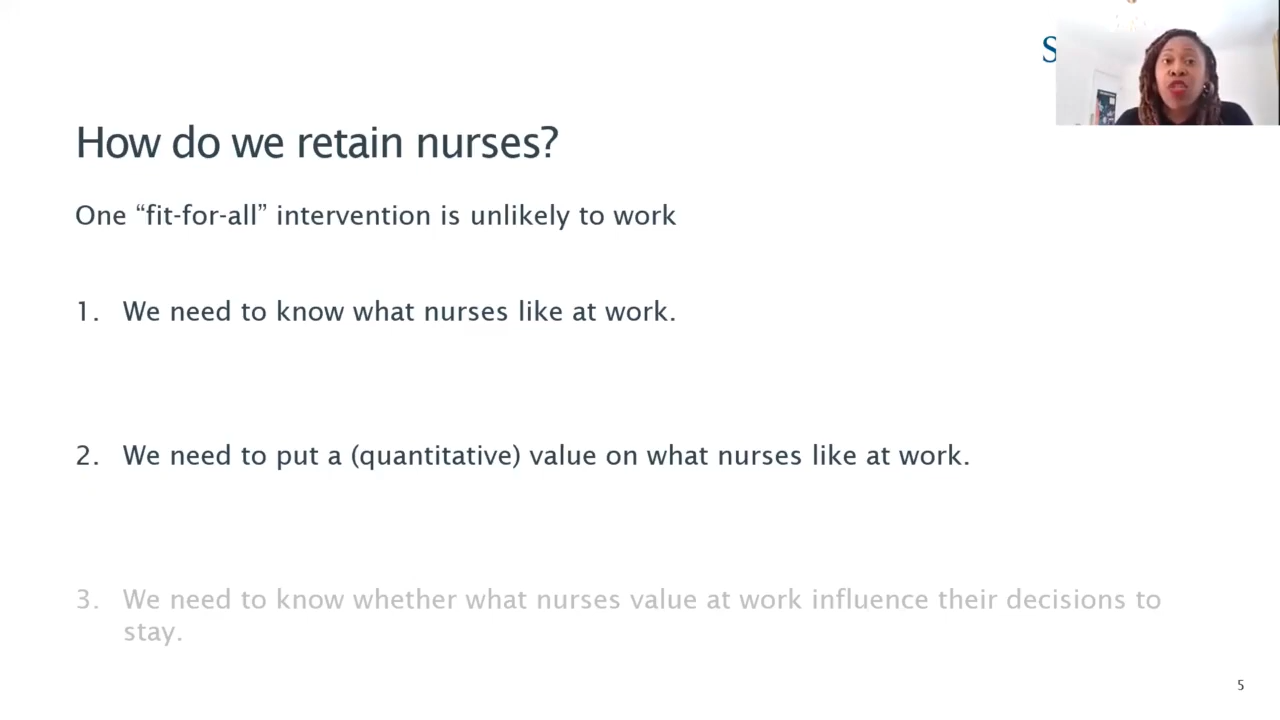 S
How do we retain nurses?
One “fit-for-all” intervention is unlikely to work
1. We need to know what nurses like at work.
2. We need to put a (quantitative) value on what nurses like at work.
3. We need to know whether what nurses value at work influence their decisions to
stay.
5